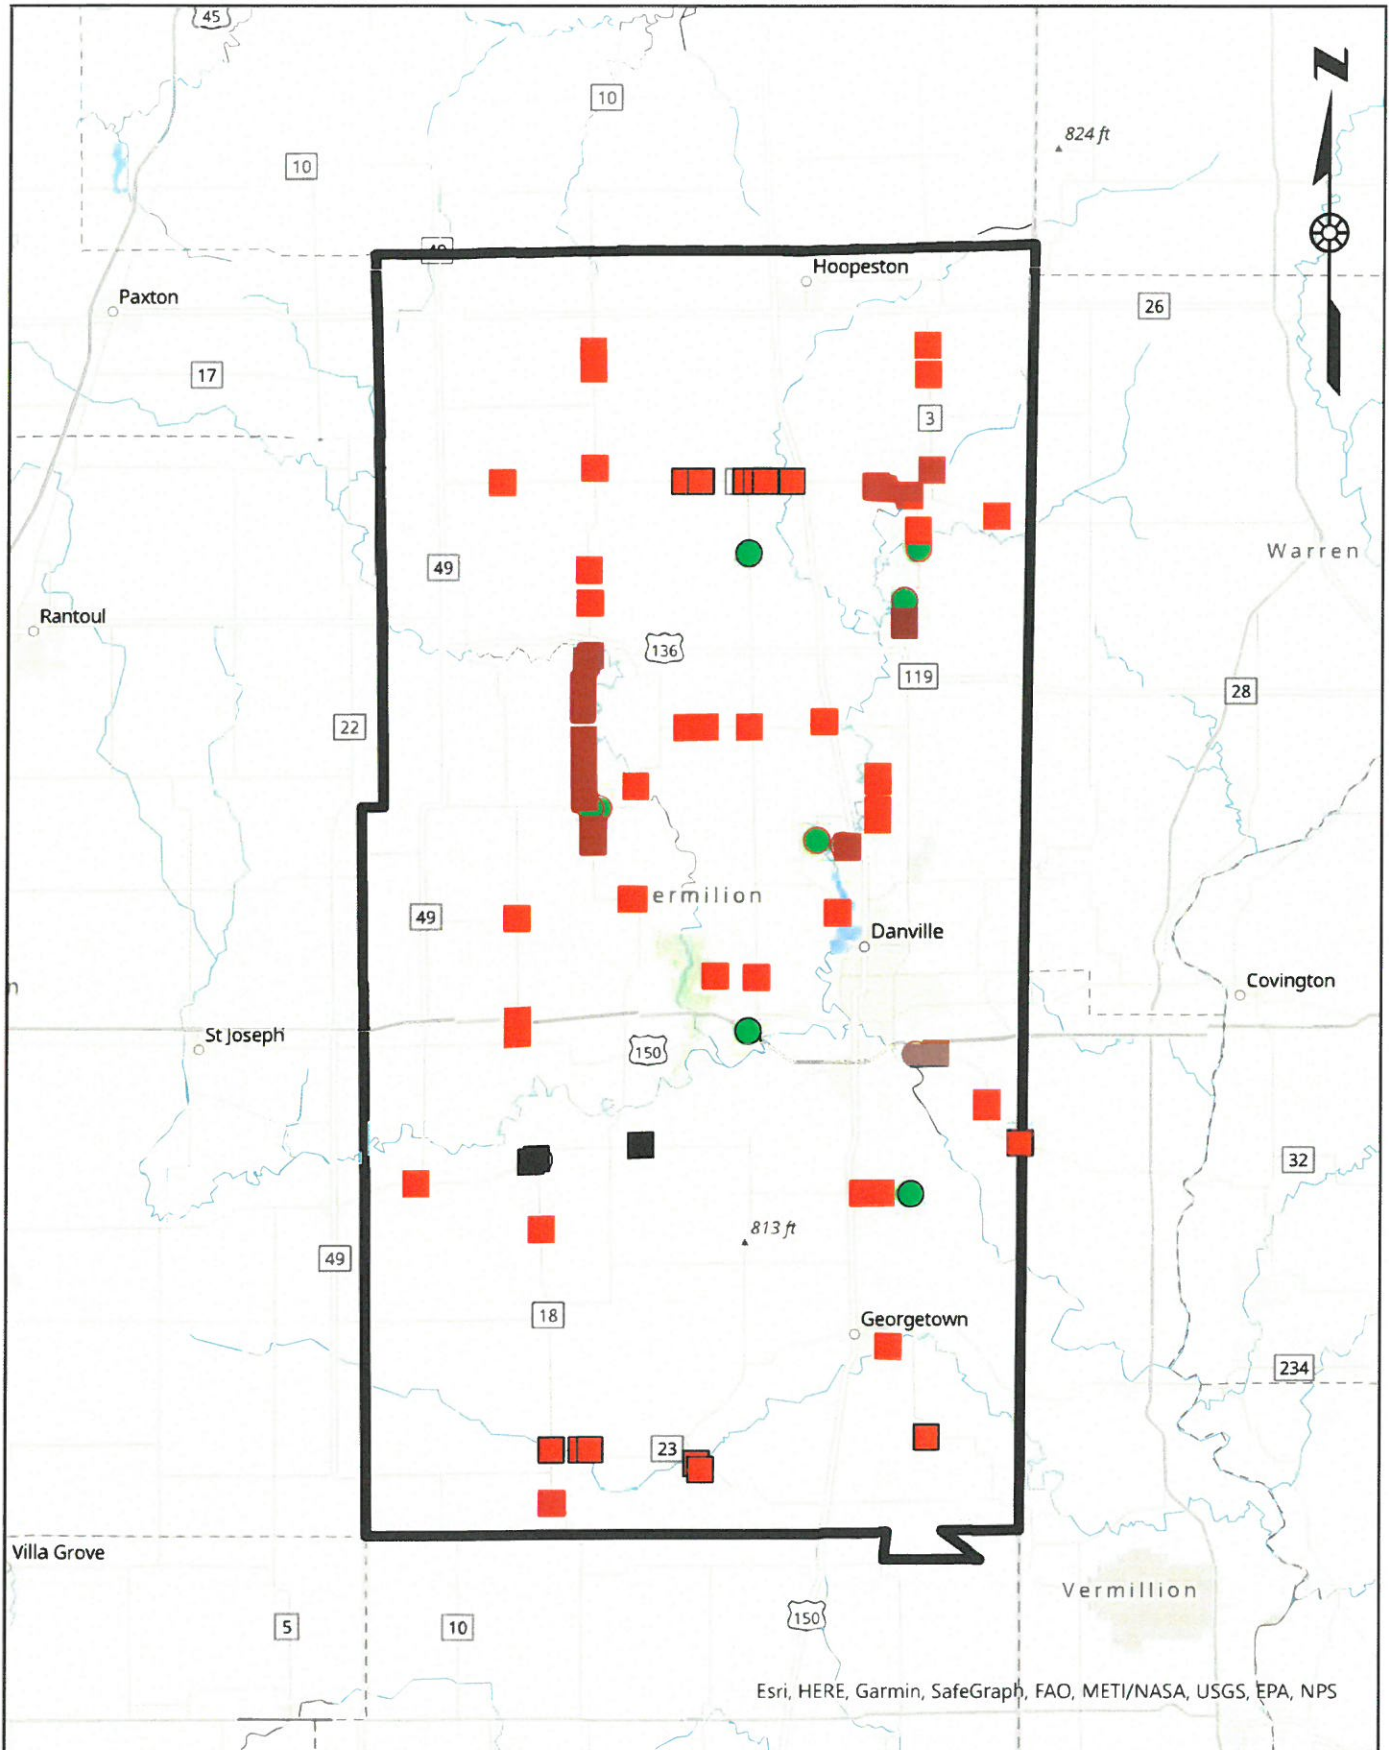 45
10
10
824 ft
N
49
Hoopeston
Paxton
26
17
3
Warren
49
Rantoul
136
119
28
22
ermilion
49
Danville
Covington
n
St Joseph
150
32
813 ft
49
18
Georgetown
234
23
Villa Grove
Vermillion
150
5
10
Esri, HERE, Garmin, SafeGraph, FAO, METI/NASA, USGS, EPA, NPS